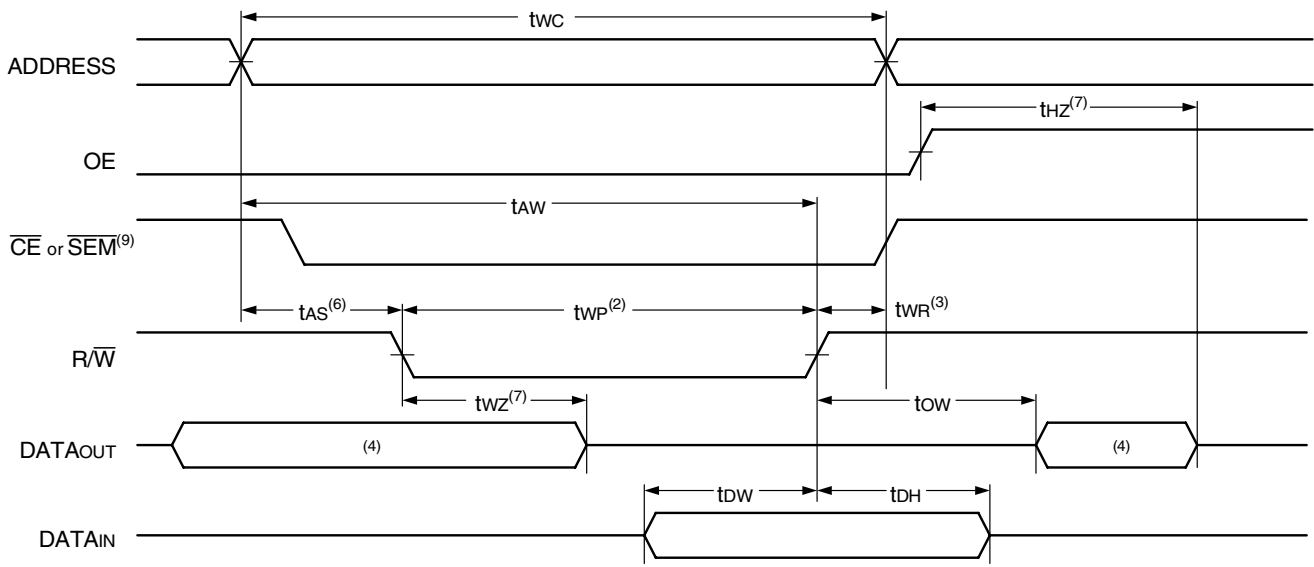 tWC
ADDRESS
tHZ(7)
OE
tAW
CE or SEM(9)
tAS(6)
tWP(2)
tWR(3)
R/W
tWZ(7)
tOW
DATAOUT
(4)
(4)
tDW
tDH
DATAIN